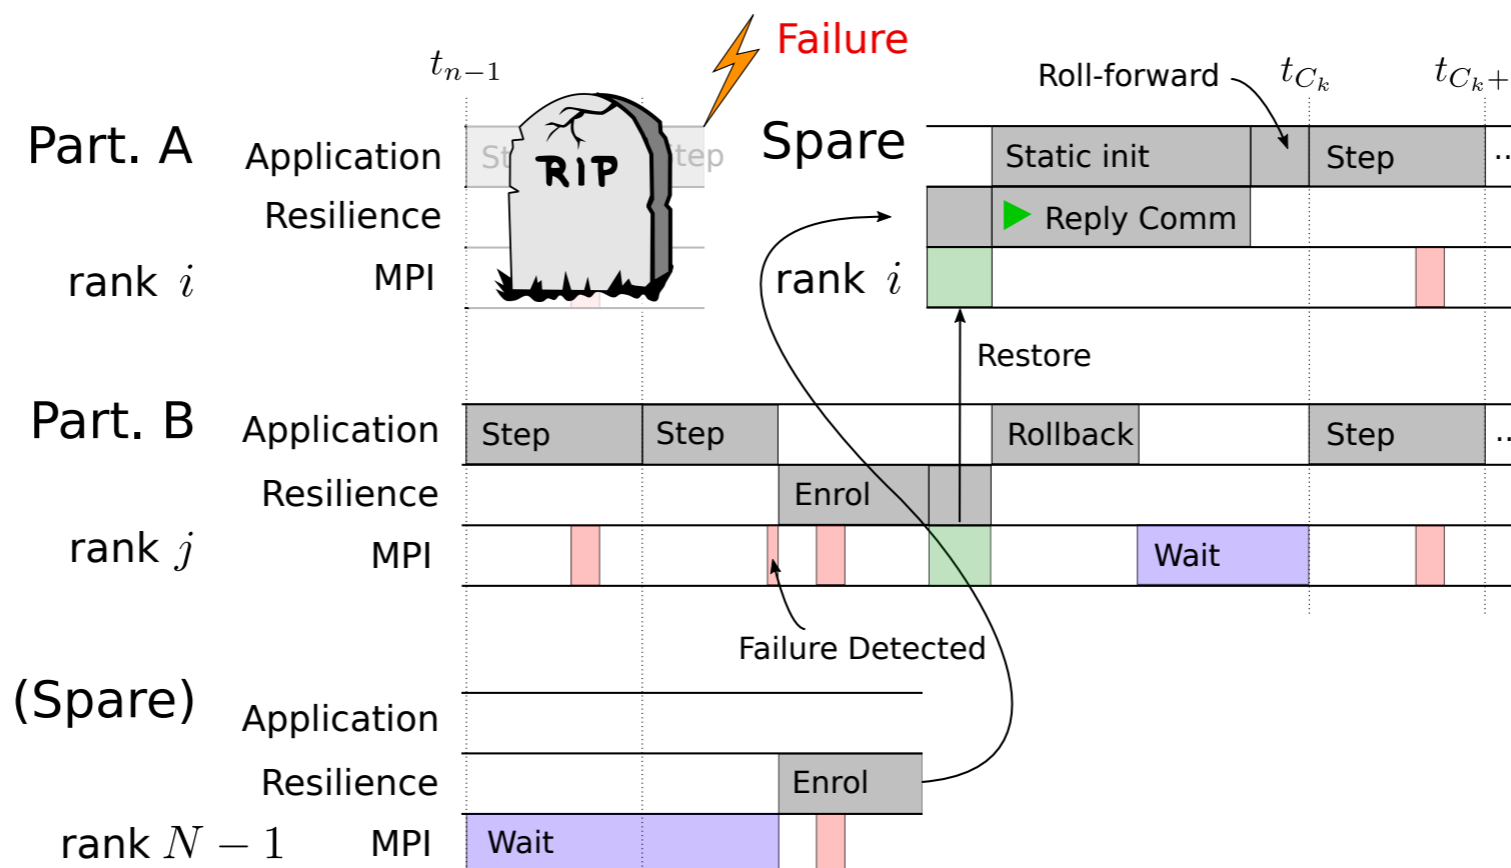 Failure
t_{n−1}
Roll-forward
t_{C_k}
t_{C_k+
Part. A
Application
St
RIP
tep
Spare
Static init
Step
..
Resilience
Reply Comm
rank i
MPI
rank i
Restore
Part. B
Application
Step
Step
Rollback
Step
..
Resilience
Enrol
rank j
MPI
Wait
Failure Detected
(Spare)
Application
Resilience
Enrol
rank N − 1
MPI
Wait